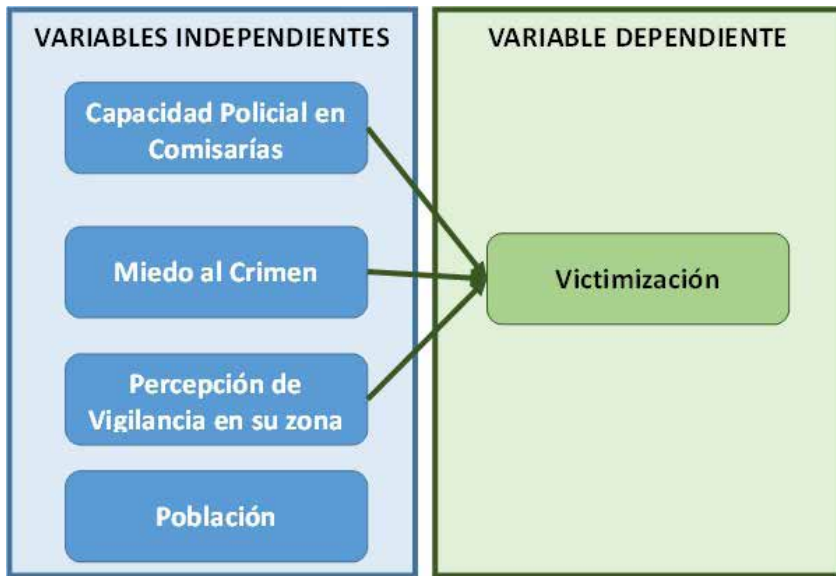 VARIABLES INDEPENDIENTES
Capacidad Policial en
Comisarías
Miedo al Crimen
Percepción de
Vigilancia en su zona
Población
VARIABLE DEPENDIENTE
Victimización